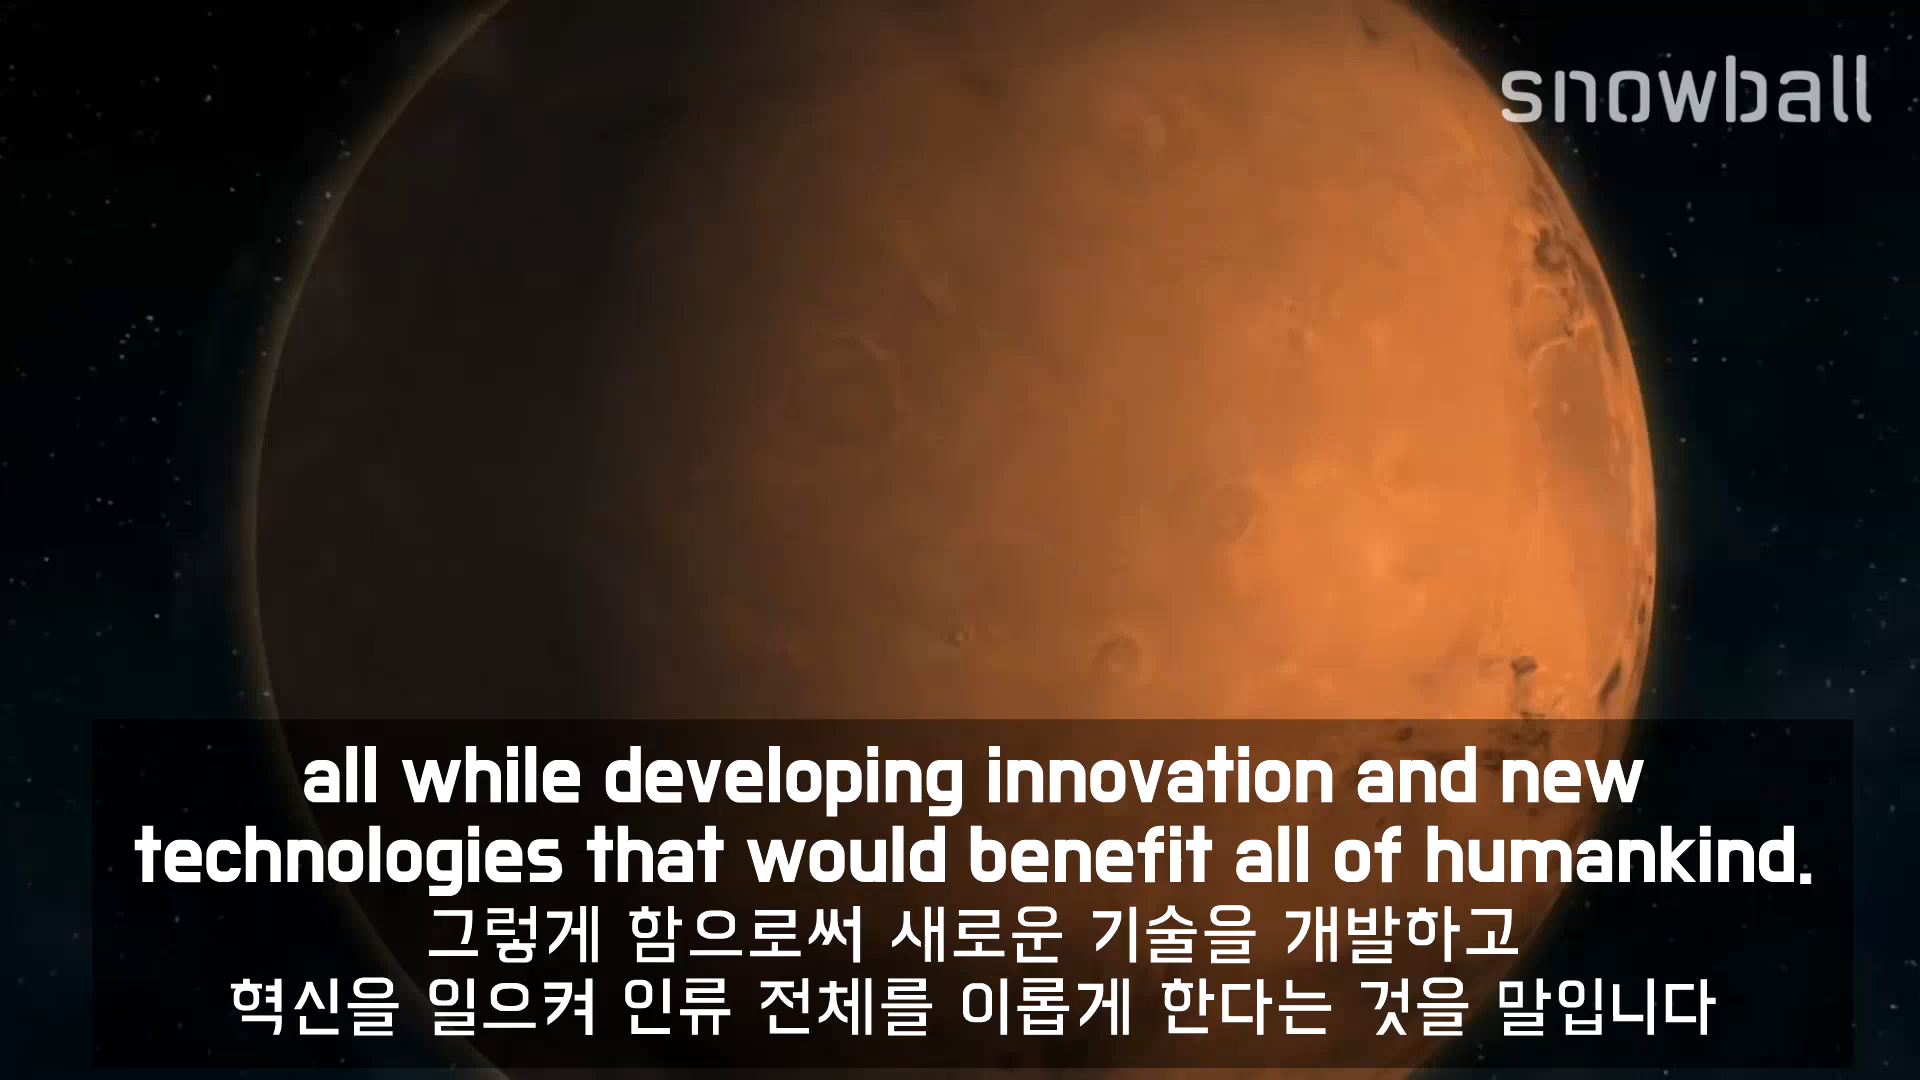 snowball
all while developing innovation and new
technologies that would benefit all of humankind.
그렇게 함으로써 새로운 기술을 개발하고
혁신을 일으켜 인류 전체를 이롭게 한다는 것을 말입니다